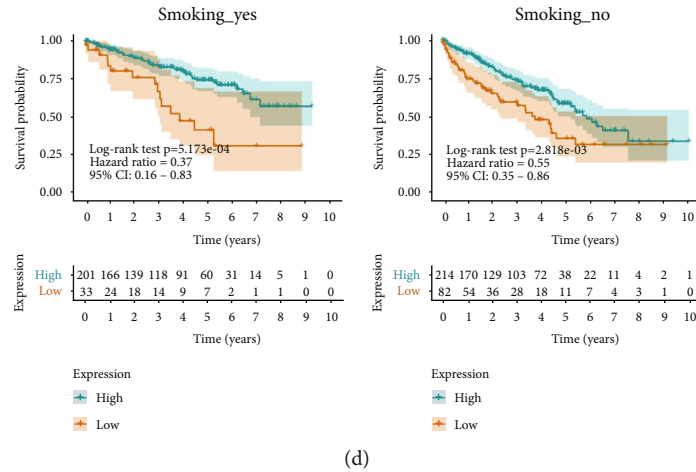 Smoking_yes
1.00
0.75
0.50
0.25
0.00
Survival probability
Log-rank test p=5.173e-04
Hazard ratio = 0.37
95% CI: 0.16 – 0.83
0 1 2 3 4 5 6 7 8 9 10
Time (years)
Expression
High 201 166 139 118 91 60 31 14 5 1 0
Low 33 24 18 14 9 7 2 1 1 0 0
0 1 2 3 4 5 6 7 8 9 10
Time (years)
Expression
High
Low
Smoking_no
1.00
0.75
0.50
0.25
0.00
Survival probability
Log-rank test p=2.818e-03
Hazard ratio = 0.55
95% CI: 0.35 – 0.86
0 1 2 3 4 5 6 7 8 9 10
Time (years)
Expression
High 214 170 129 103 72 38 22 11 4 2 1
Low 82 54 36 28 18 11 7 4 3 1 0
0 1 2 3 4 5 6 7 8 9 10
Time (years)
Expression
High
Low
(d)